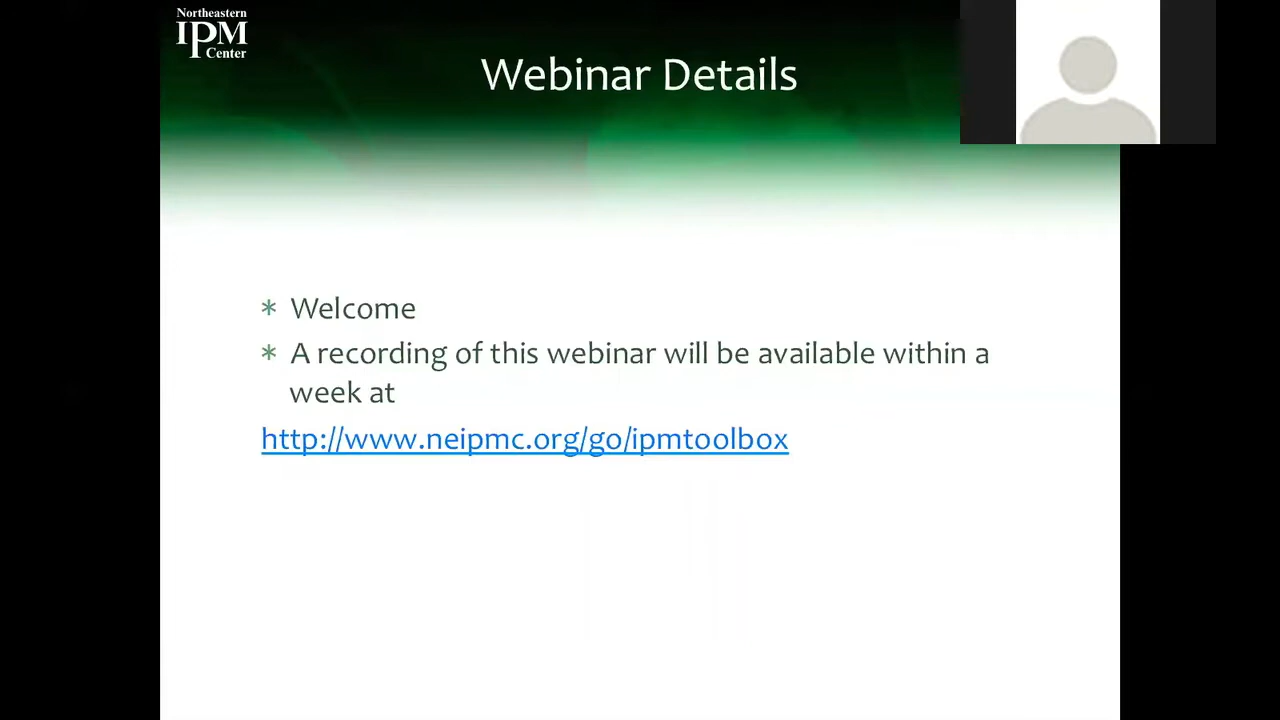 Northeastern
IPM
Center
Webinar Details
* Welcome
* A recording of this webinar will be available within a
week at
http://www.neipmc.org/go/ipmtoolbox